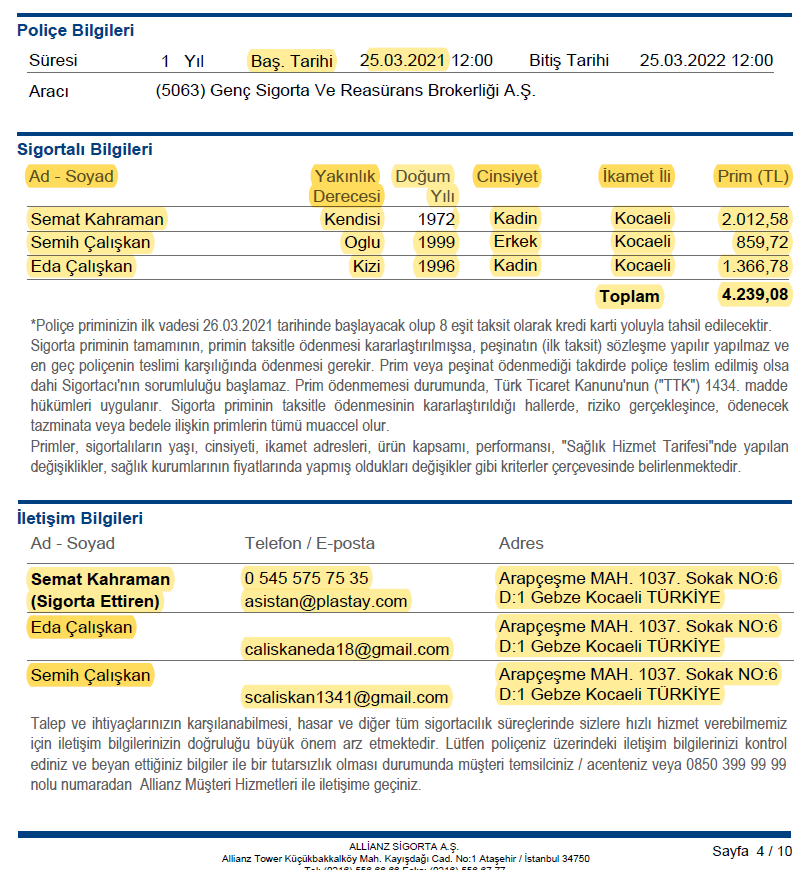 Poliçe Bilgileri
Süresi 1 Yıl Baş. Tarihi 25.03.2021 12:00 Bitiş Tarihi 25.03.2022 12:00
Aracı (5063) Genç Sigorta Ve Reasürans Brokerliği A.Ş.
Sigortalı Bilgileri
Ad - Soyad Yakınlık Derecesi Doğum Yılı Cinsiyet İkamet İli Prim (TL)
Semat Kahraman Kendisi 1972 Kadin Kocaeli 2.012,58
Semih Çalışkan Oglu 1999 Erkek Kocaeli 859,72
Eda Çalışkan Kizi 1996 Kadin Kocaeli 1.366,78
Toplam 4.239,08
*Poliçe priminizin ilk vadesi 26.03.2021 tarihinde başlayacak olup 8 eşit taksit olarak kredi karti yoluyla tahsil edilecektir.
Sigorta priminin tamamının, primin taksitle ödenmesi kararlaştırılmışsa, peşinatın (ilk taksit) sözleşme yapılır yapılmaz ve
en geç poliçenin teslimi karşılığında ödenmesi gerekir. Prim veya peşinat ödenmediği takdirde poliçe teslim edilmiş olsa
dahi Sigortacı'nın sorumluluğu başlamaz. Prim ödenmemesi durumunda, Türk Ticaret Kanunu'nun ("TTK") 1434. madde
hükümleri uygulanır. Sigorta priminin taksitle ödenmesinin kararlaştırıldığı hallerde, riziko gerçekleşince, ödenecek
tazminata veya bedele ilişkin primlerin tümü muaccel olur.
Primler, sigortalıların yaşı, cinsiyeti, ikamet adresleri, ürün kapsamı, performansı, "Sağlık Hizmet Tarifesi"nde yapılan
değişiklikler, sağlık kurumlarının fiyatlarında yapmış oldukları değişikler gibi kriterler çerçevesinde belirlenmektedir.
İletişim Bilgileri
Ad - Soyad Telefon / E-posta Adres
Semat Kahraman 0 545 575 75 35 Arapçeşme MAH. 1037. Sokak NO:6
(Sigorta Ettiren) asistan@plastay.com D:1 Gebze Kocaeli TÜRKİYE
Eda Çalışkan Arapçeşme MAH. 1037. Sokak NO:6
caliskaneda18@gmail.com D:1 Gebze Kocaeli TÜRKİYE
Semih Çalışkan Arapçeşme MAH. 1037. Sokak NO:6
scaliskan1341@gmail.com D:1 Gebze Kocaeli TÜRKİYE
Talep ve ihtiyaçlarınızın karşılanabilmesi, hasar ve diğer tüm sigortacılık süreçlerinde sizlere hızlı hizmet verebilmemiz
için iletişim bilgilerinizin doğruluğu büyük önem arz etmektedir. Lütfen poliçeniz üzerindeki iletişim bilgilerinizi kontrol
ediniz ve beyan ettiğiniz bilgiler ile bir tutarsızlık olması durumunda müşteri temsilciniz / acenteniz veya 0850 399 99 99
nolu numaradan Allianz Müşteri Hizmetleri ile iletişime geçiniz.
ALLİANZ SİGORTA A.Ş.
Allianz Tower Küçükbakkalköy Mah. Kayışdağı Cad. No:1 Ataşehir / İstanbul 34750
Sayfa 4 / 10